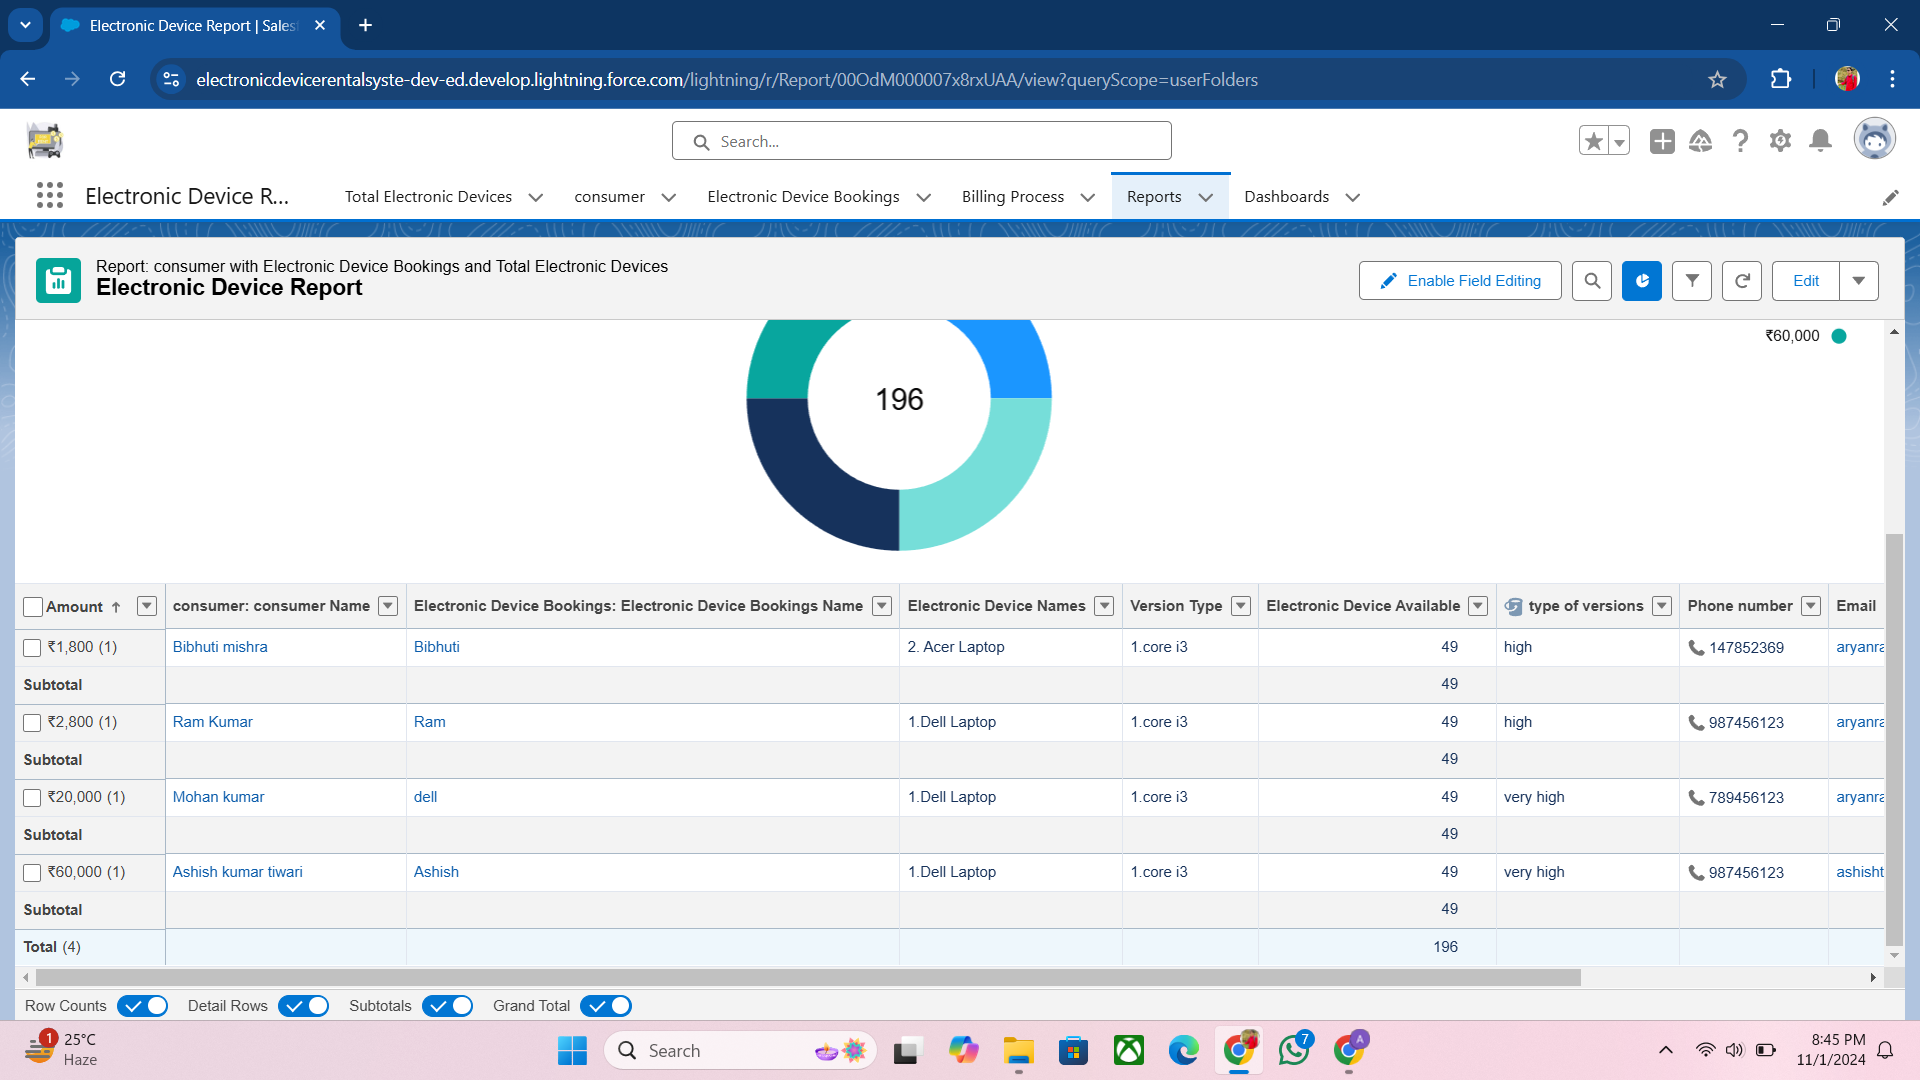 Electronic Device Report | Sales
electronicdevicerentalsyste-dev-ed.develop.lightning.force.com/lightning/r/Report/00OdM000007x8rxUAA/view?queryScope=userFolders
Search...
Electronic Device R...
Total Electronic Devices
consumer
Electronic Device Bookings
Billing Process
Reports
Dashboards
Report: consumer with Electronic Device Bookings and Total Electronic Devices
Electronic Device Report
Enable Field Editing
Edit
₹60,000
196
Amount ↑ consumer: consumer Name Electronic Device Bookings: Electronic Device Bookings Name Electronic Device Names Version Type Electronic Device Available type of versions Phone number Email
₹1,800 (1) Bibhuti mishra Bibhuti 2. Acer Laptop 1.core i3 49 high 147852369 aryanra
Subtotal 49
₹2,800 (1) Ram Kumar Ram 1.Dell Laptop 1.core i3 49 high 987456123 aryanra
Subtotal 49
₹20,000 (1) Mohan kumar dell 1.Dell Laptop 1.core i3 49 very high 789456123 aryanra
Subtotal 49
₹60,000 (1) Ashish kumar tiwari Ashish 1.Dell Laptop 1.core i3 49 very high 987456123 ashisht
Subtotal 49
Total (4) 196
Row Counts Detail Rows Subtotals Grand Total
1
25°C
Haze
Search
7
A
8:45 PM
11/1/2024